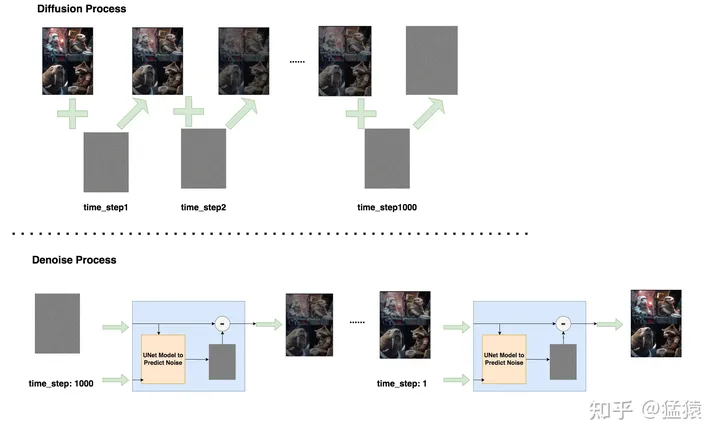 Diffusion Process
......
time_step1
time_step2
time_step1000
Denoise Process
UNet Model to
Predict Noise
-
time_step: 1000
......
time_step: 1
UNet Model to
Predict Noise
-
知乎 @猛猿